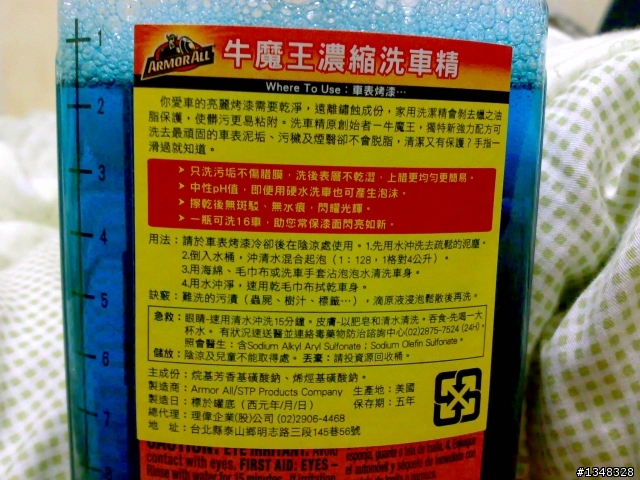 1
ARMORALL
牛魔王濃縮洗車精
Where To Use：車表烤漆…
2
你愛車的亮麗烤漆需要乾淨，遠離鏽蝕成份，家用洗潔精會剝去蠟之油
脂保護，使髒污更易粘附。洗車精原創始者一牛魔王，獨特新強力配方可
洗去最頑固的車表泥垢、污穢及煙翳卻不會脫脂，清潔又有保護？手指一
滑過就知道。
3
➤ 只洗污垢不傷腊膜，洗後表層不乾澀，上腊更均勻更簡易。
➤ 中性pH值，即便用硬水洗車也可產生泡沫。
➤ 擰乾後無斑駁、無水痕，閃耀光輝。
➤ 一瓶可洗16車，助您常保漆面閃亮如新。
4
用法：請於車表烤漆冷卻後在陰涼處使用。1.先用水沖洗去疏鬆的泥塵。
2.倒入水桶，沖清水混合起泡（1：128，1格對4公升）。
3.用海綿、毛巾布或洗車手套沾泡泡水清洗車身。
4.用水沖淨，速用乾毛巾布拭乾車身。
5
訣竅：難洗的污漬（蟲屍、樹汁、標籤…），滴原液浸泡鬆散後再洗。
急救：眼睛-速用清水沖洗15分鐘。皮膚-以肥皂和清水清洗。吞食-先喝一大
杯水。 有狀況速送醫並連絡毒藥物防治諮詢中心(02)2875-7524 (24H)。
照會醫生：含Sodium Alkyl Aryl Sulfonate；Sodium Olefin Sulfonate。
6
儲放：陰涼及兒童不能取得處。丟棄：請投資源回收桶。
主成份：烷基芳香基磺酸鈉、烯烴基磺酸鈉。
製造商：Armor All/STP Products Company 生產地：美國
製造日：標於罐底（西元年/月/日） 保存期：五年
總代理：理偉企業(股)公司 (02)2906-4468
7
地 址：台北縣泰山鄉明志路三段145巷56號
CAUTION: EYE IRRITANT. Avoid
contact with eyes. FIRST AID: EYES –
Rinse with water for 15 minutes.
8
#1348328